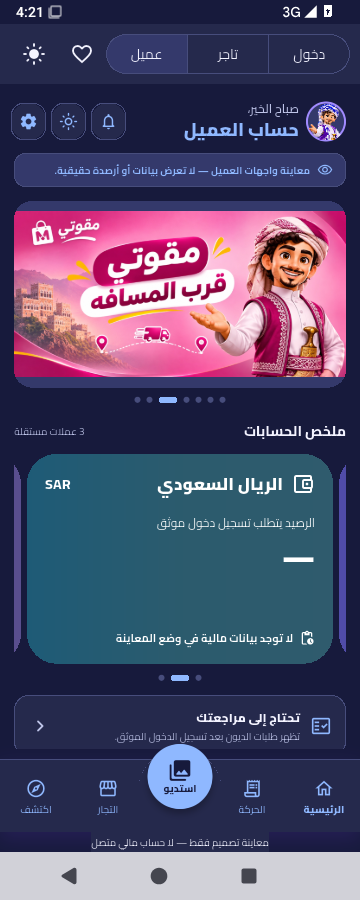 4:21
3G
دخول
تاجر
عميل
صباح الخير،
حساب العميل
معاينة واجهات العميل — لا تعرض بيانات أو أرصدة حقيقية.
مقوتي
مقوتي
قرب المسافه
ملخص الحسابات
3 عملات مستقلة
الريال السعودي
SAR
الرصيد يتطلب تسجيل دخول موثق
—
لا توجد بيانات مالية في وضع المعاينة
تحتاج إلى مراجعتك
تظهر طلبات الديون بعد تسجيل الدخول الموثق.
الرئيسية
الحركة
استديو
التجار
اكتشف
معاينة تصميم فقط — لا حساب مالي متصل